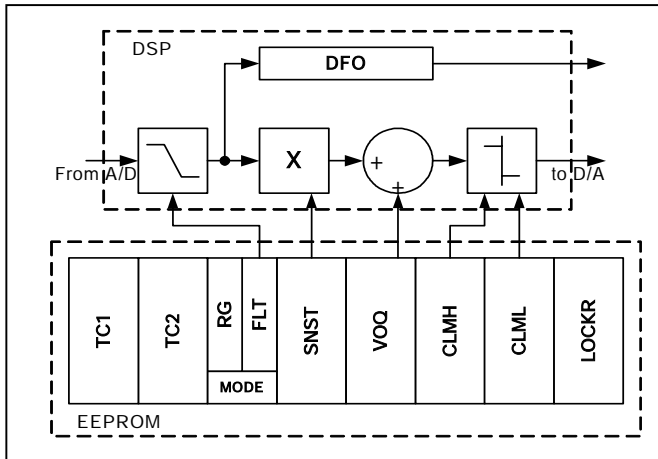 DSP
DFO
From A/D
X
+
+
to D/A
TC1
TC2
RG
FLT
MODE
SNST
VOQ
CLMH
CLML
LOCKR
EEPROM